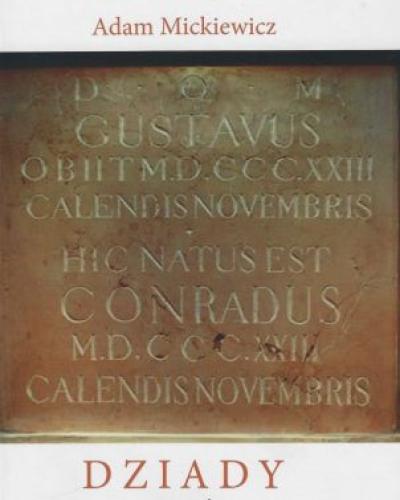 Adam Mickiewicz
D · O · M
GUSTAVUS
OBIIT M.D.CCC.XXIII
CALENDIS NOVEMBRIS
HIC NATUS EST
CONRADUS
M.D.CCC.XXIII
CALENDIS NOVEMBRIS
DZIADY